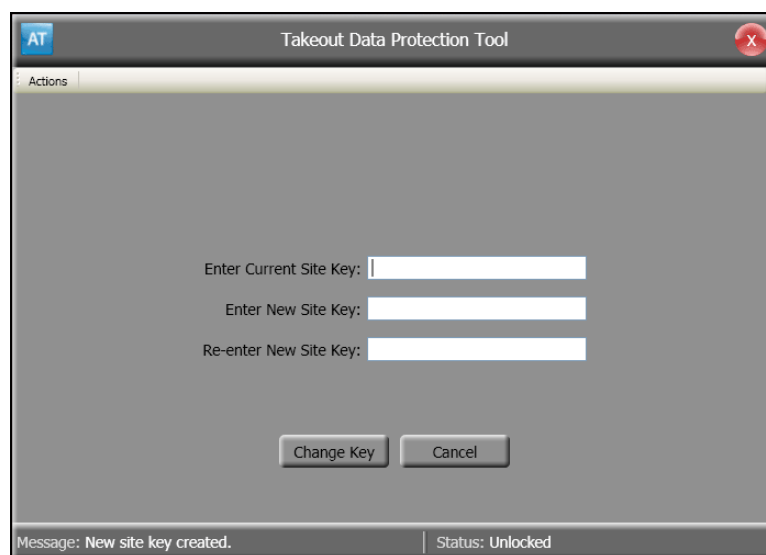 AT Takeout Data Protection Tool X
Actions
Enter Current Site Key:
Enter New Site Key:
Re-enter New Site Key:
Change Key Cancel
Message: New site key created. Status: Unlocked